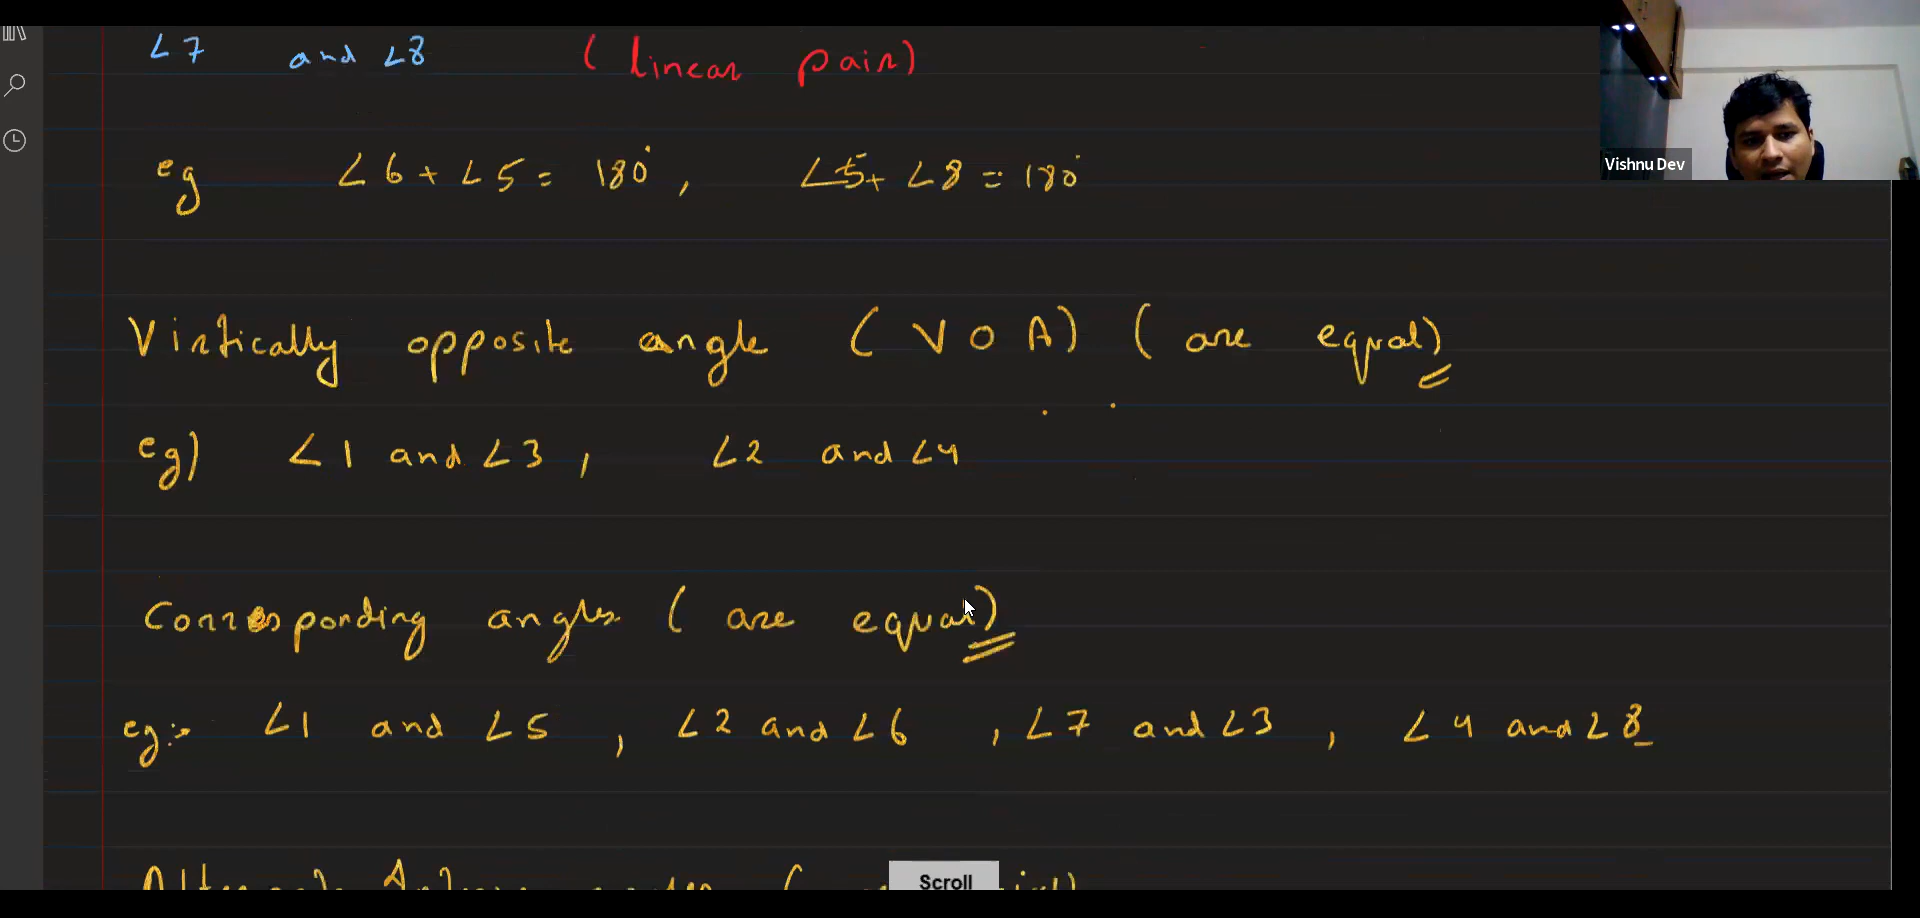 ∠7 and ∠8 (linear pair)
Vishnu Dev
eg ∠6 + ∠5 = 180°, ∠5 + ∠8 = 180°
Virtically opposite angle (VOA) (are equal)
eg) ∠1 and ∠3, ∠2 and ∠4
Corresponding angles (are equal)
eg:- ∠1 and ∠5, ∠2 and ∠6, ∠7 and ∠3, ∠4 and ∠8
Scroll